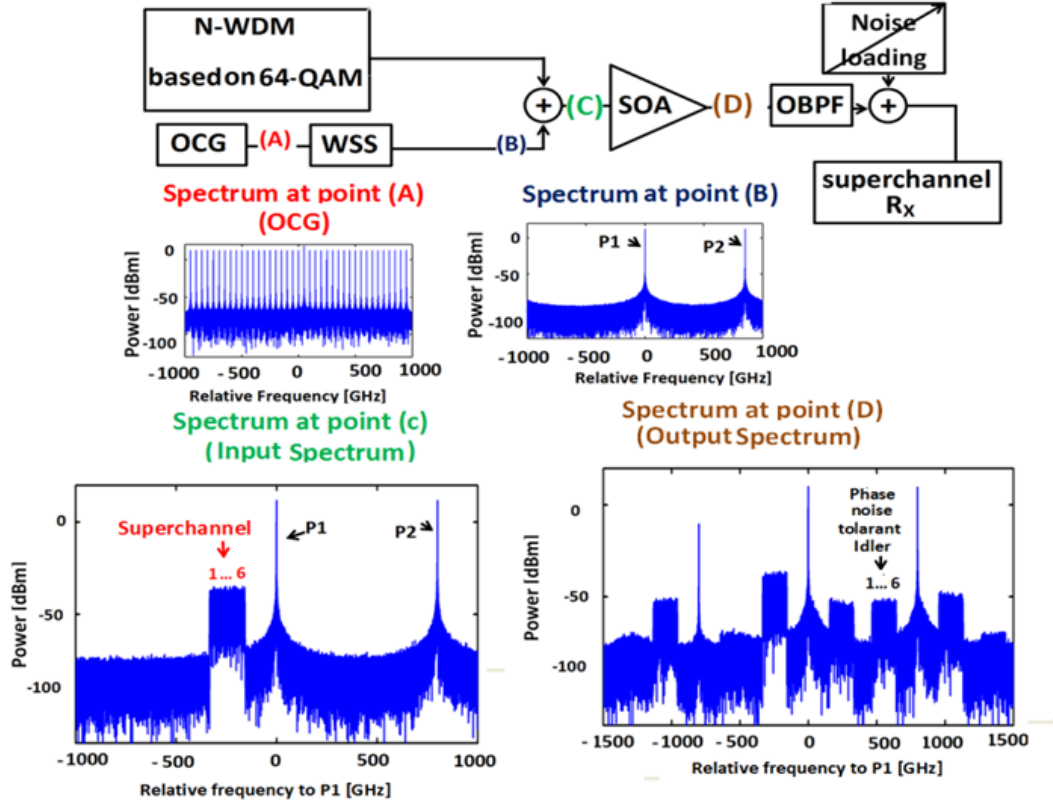 N-WDM
based on 64-QAM
Noise
loading
+
(C)
SOA
(D)
OBPF
+
OCG
(A)
WSS
(B)
superchannel
RX
Spectrum at point (A)
(OCG)
Spectrum at point (B)
Power [dBm]
0
-50
-100
-1000
-500
0
500
1000
Relative Frequency [GHz]
Power [dBm]
0
-50
-100
P1
P2
-1000
-500
0
500
1000
Relative Frequency [GHz]
Spectrum at point (c)
(Input Spectrum)
Spectrum at point (D)
(Output Spectrum)
Power [dBm]
0
-50
-100
Superchannel
1 ... 6
P1
P2
-1000
-500
0
500
1000
Relative frequency to P1 [GHz]
Power [dBm]
0
-50
-100
Phase
noise
tolarant
Idler
1... 6
-1500
-1000
-500
0
500
1000
1500
Relative frequency to P1 [GHz]